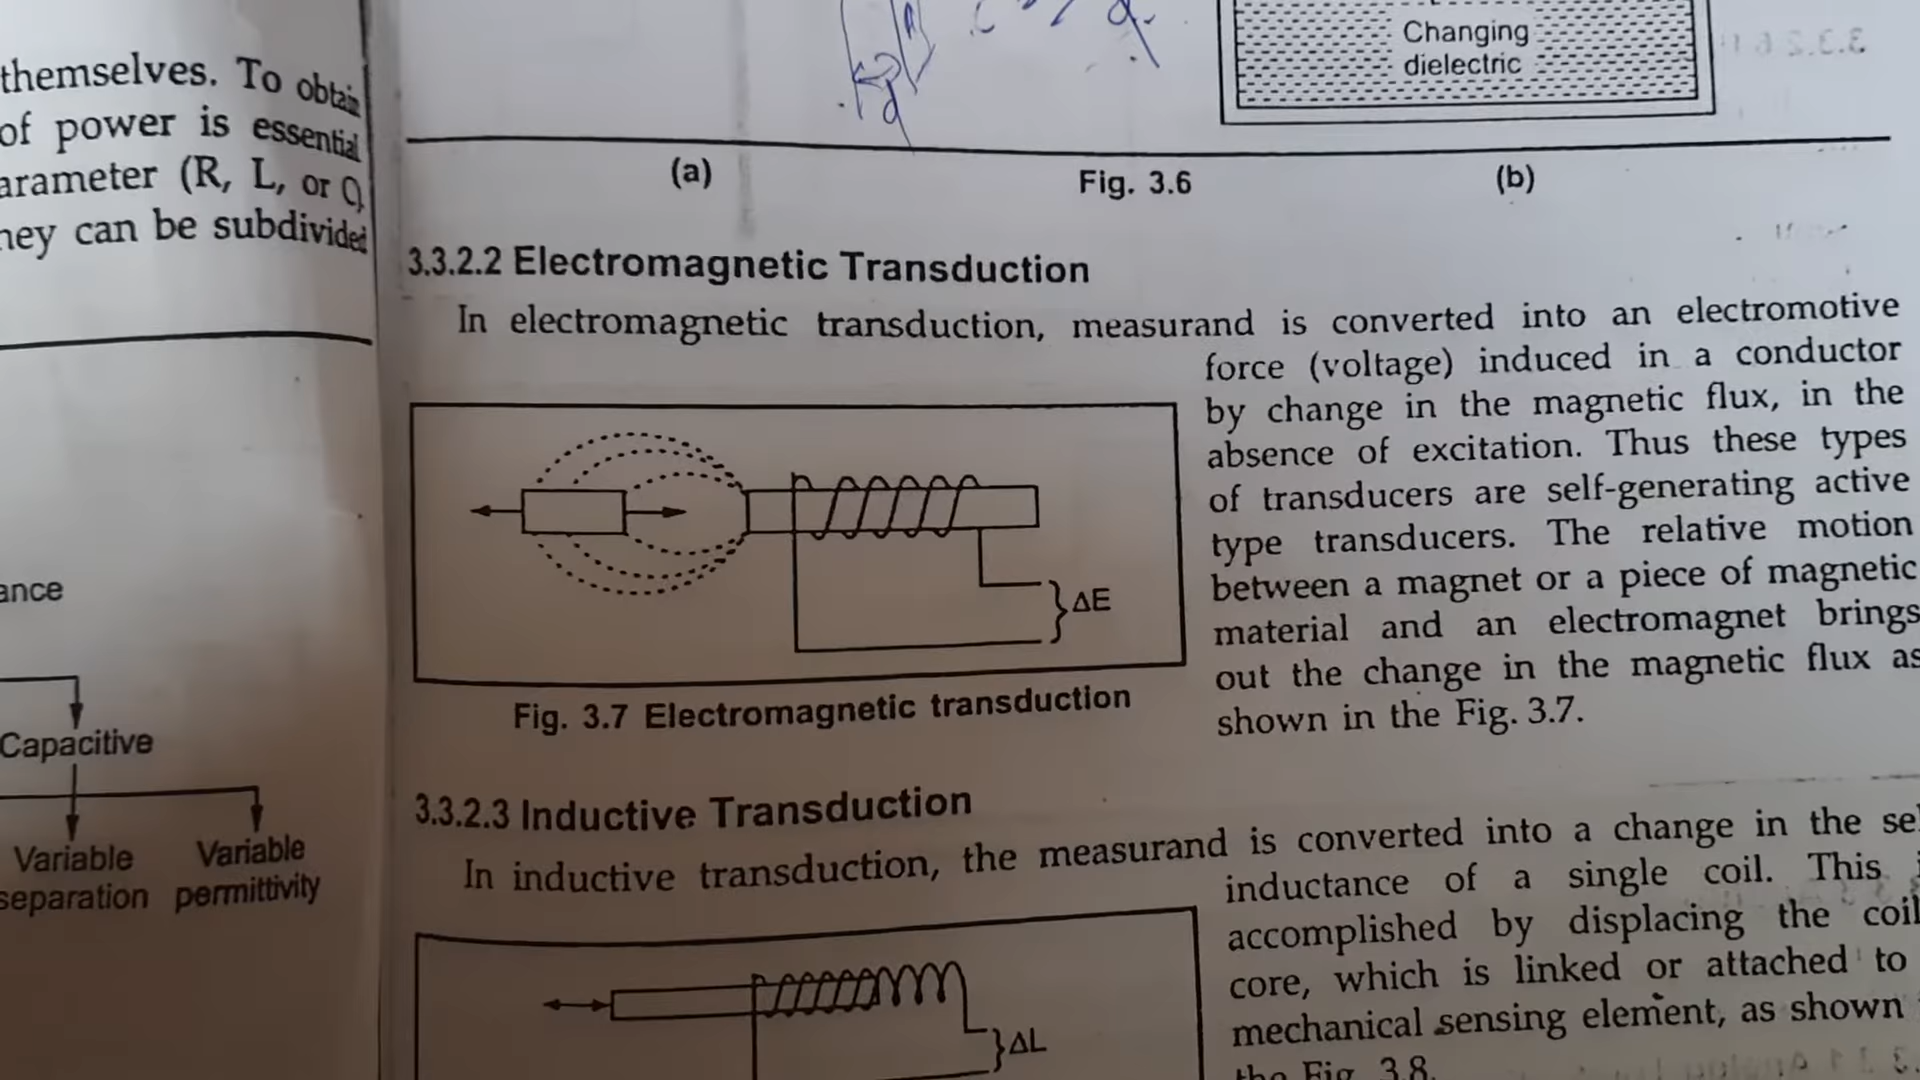 themselves. To obtain
of power is essential
arameter (R, L, or C)
hey can be subdivided
ance
Capacitive
Variable
separation
Variable
permittivity
Changing
dielectric
(a)
Fig. 3.6
(b)
3.3.2.2 Electromagnetic Transduction
In electromagnetic transduction, measurand is converted into an electromotive
force (voltage) induced in a conductor
by change in the magnetic flux, in the
absence of excitation. Thus these types
of transducers are self-generating active
type transducers. The relative motion
between a magnet or a piece of magnetic
material and an electromagnet brings
out the change in the magnetic flux as
shown in the Fig. 3.7.
ΔE
Fig. 3.7 Electromagnetic transduction
3.3.2.3 Inductive Transduction
In inductive transduction, the measurand is converted into a change in the sel
inductance of a single coil. This i
accomplished by displacing the coil
core, which is linked or attached to
mechanical sensing element, as shown
the Fig. 3.8.
ΔL